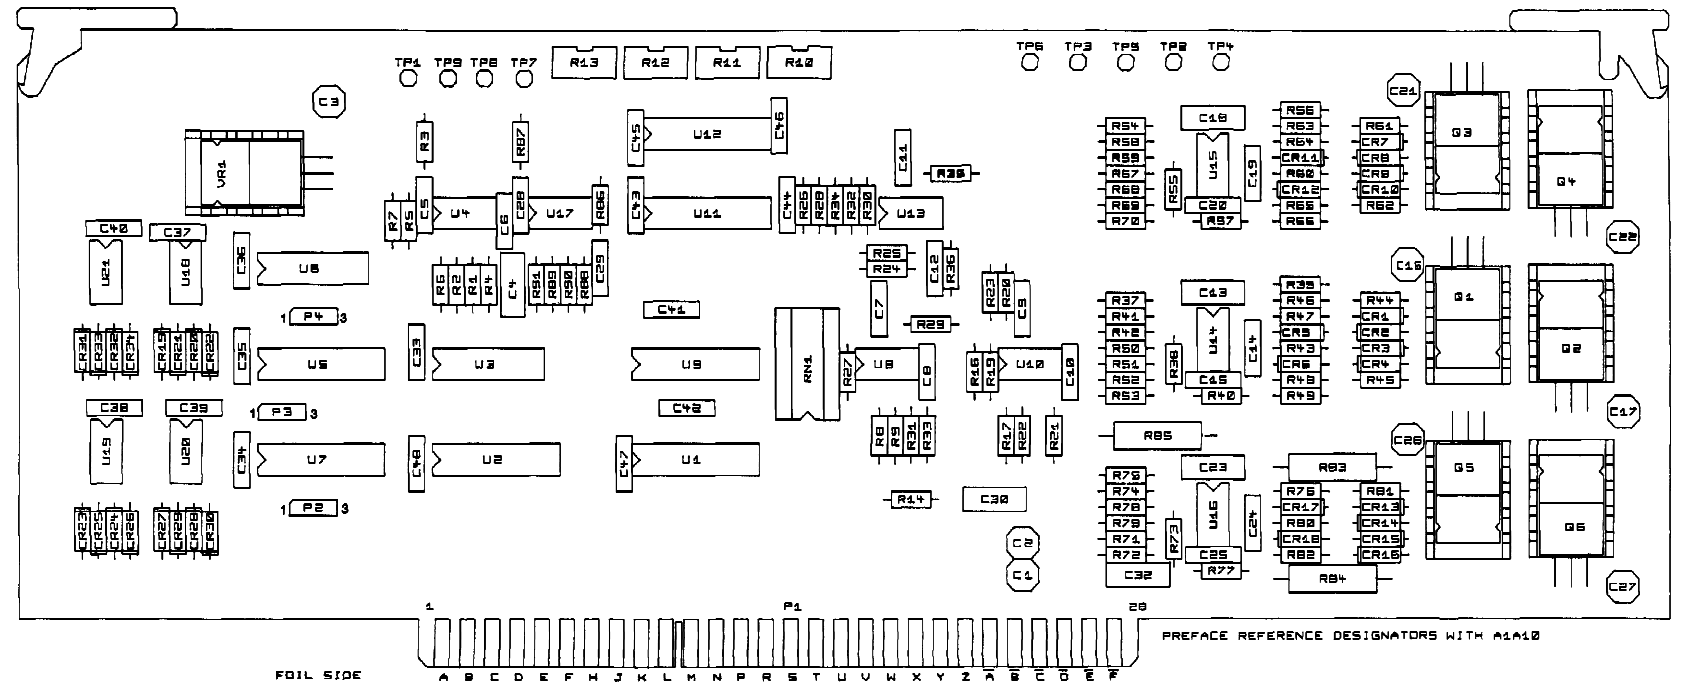 TP1 TP9 TP8 TP7
R13 R12 R11 R10
TP6 TP3 TP5 TP2 TP4
C3
VR1
R3 R87
C45 U12 C46
C11
R7 R5 C5 U4 C6 C28 U17 R86
C43 U11 C44 R26 R28 R34 R32 R30 U13
C40 C37
U21 U18 C36 U6
R6 R2 R1 R4 C4 R91 R89 R90 R88 C29
R25
R24
C12 R36
C7
R23 R20 C9
1 P4 3
C41
R29
CR31 CR33 CR32 CR34
CR19 CR21 CR20 CR22
C35 U5
C33 U3
U9
RN1
R27 U8 C8
R16 R19 U10 C10
C38 C39
1 P3 3
C42
U19 U20 C34 U7
C48 U2
C47 U1
R8 R9 R31 R33
R17 R22 R21
R14 C30
1 P2 3
CR23 CR25 CR24 CR26
CR27 CR29 CR28 CR30
C2
C1
R54
R58
R59
R67
R68
R69
R70
C18
U15
R55
C19
C20
R57
R56
R63
R64
CR11
R60
CR12
R65
R66
R61
CR7
CR8
CR10
R62
C21
Q3
Q4
C22
R37
R41
R50
R51
R52
R53
C13
U14
R38
C14
C15
R40
R39
R46
R47
CR5
R43
CR6
R48
R49
R44
CR1
CR2
CR3
CR4
R45
C16
Q1
Q2
C17
R85
R75
R74
R78
R79
R71
R72
C32
C23
U16
R73
C24
C25
R77
R83
R76
CR17
R80
CR18
R82
R84
R81
CR13
CR14
CR15
CR16
C26
Q5
Q6
C27
1 P1 28
PREFACE REFERENCE DESIGNATORS WITH A1A10
FOIL SIDE A B C D E F H J K L M N P R S T U V W X Y Z A̅ B̅ C̅ D̅ E̅ F̅